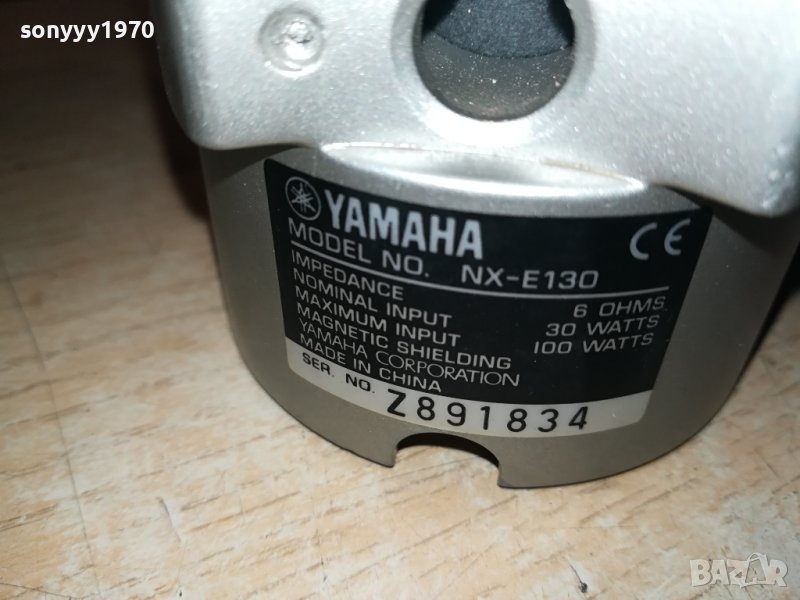 sonyyy1970
YAMAHA
CE
MODEL NO. NX-E130
IMPEDANCE 6 OHMS
NOMINAL INPUT 30 WATTS
MAXIMUM INPUT 100 WATTS
MAGNETIC SHIELDING
YAMAHA CORPORATION
MADE IN CHINA
SER. NO. Z891834
BAZAR